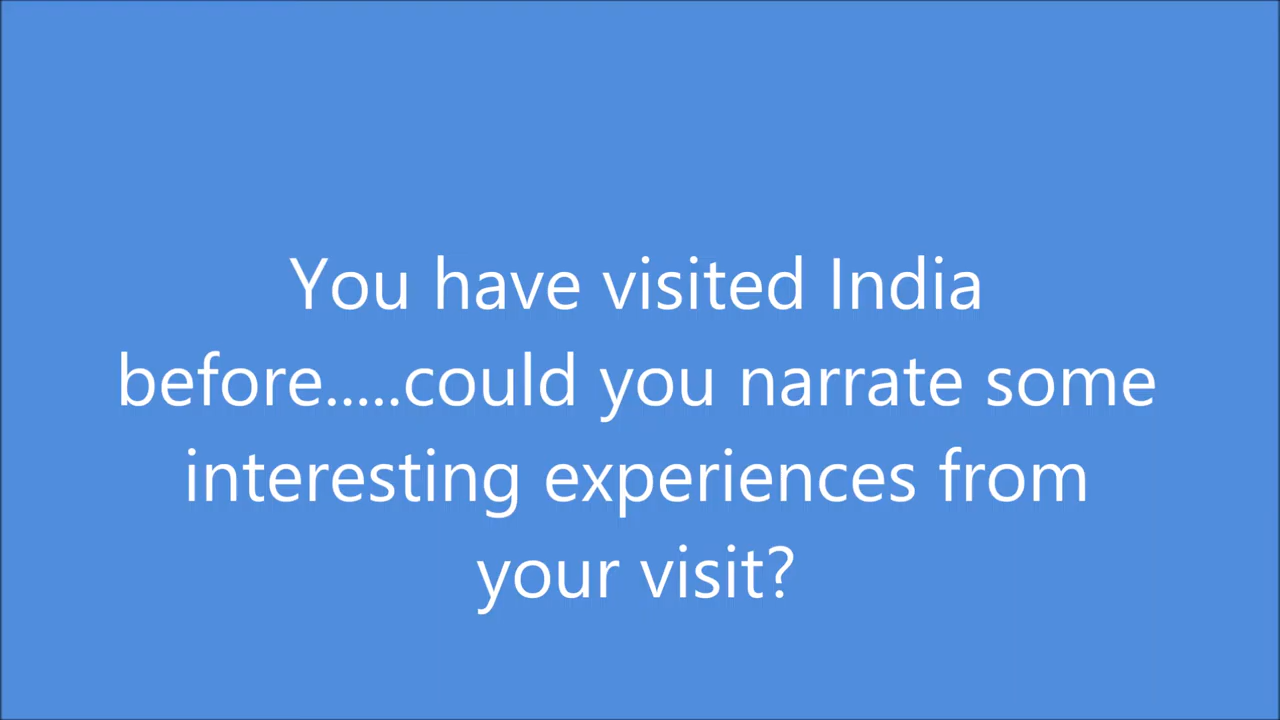 You have visited India
before.....could you narrate some
interesting experiences from
your visit?